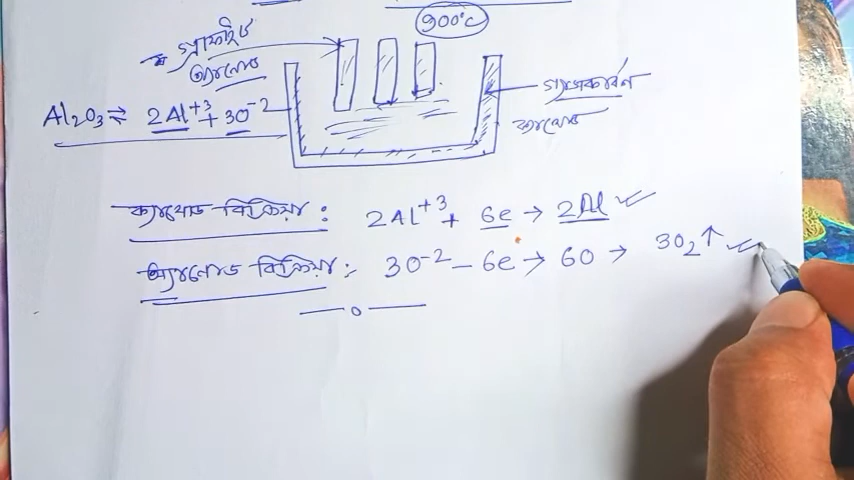 900°C
গ্রাফাইট
অ্যানোড
গ্যাসকার্বন
ক্যাথোড
Al₂O₃ ⇌ 2Al⁺³ + 3O⁻²
ক্যাথোড বিক্রিয়া : 2Al⁺³ + 6e → 2Al
অ্যানোড বিক্রিয়া : 3O⁻² – 6e → 6O → 3O₂↑